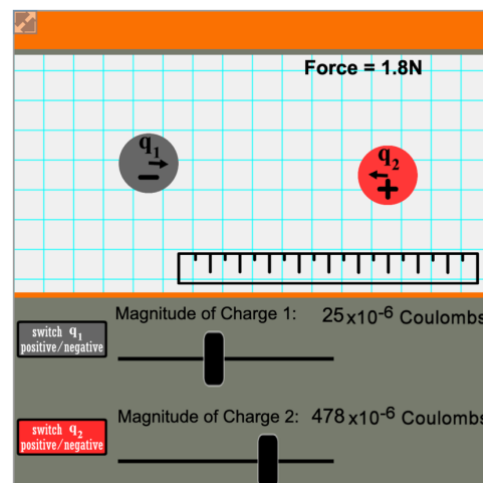 Force = 1.8N
q1
−
q2
+
switch q1
positive/negative
Magnitude of Charge 1: 25x10-6 Coulombs
switch q2
positive/negative
Magnitude of Charge 2: 478x10-6 Coulombs